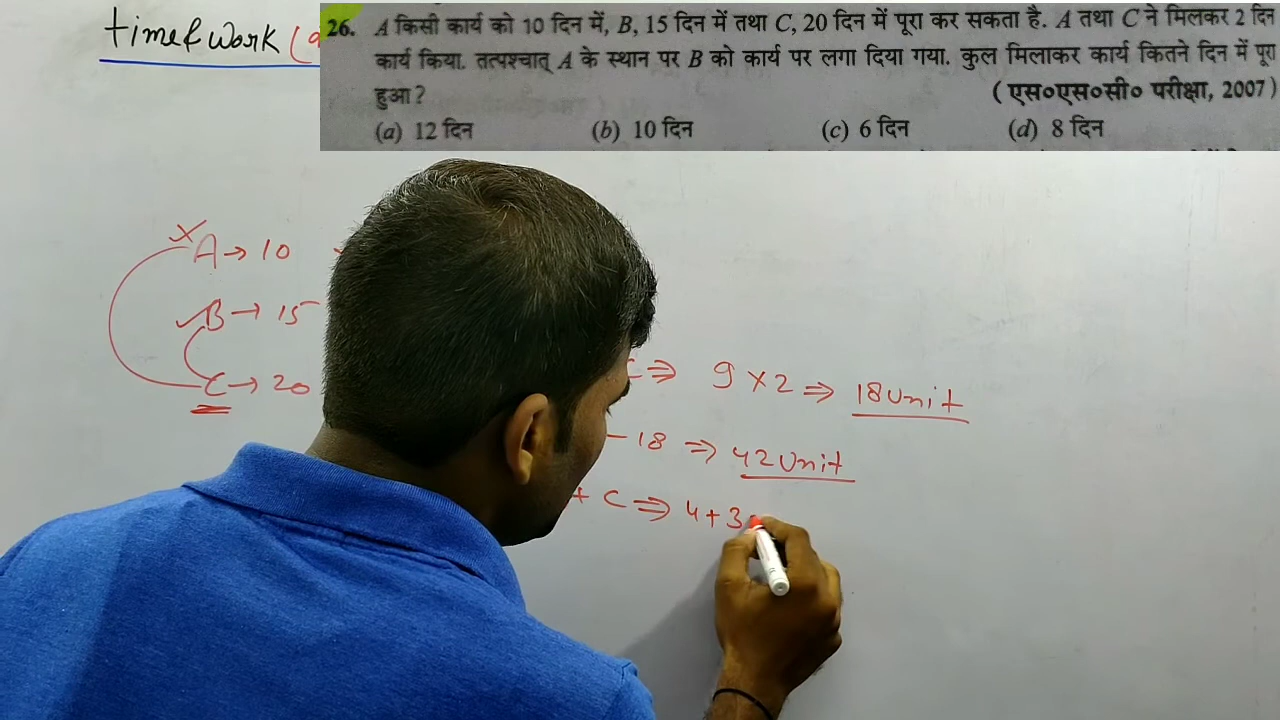 time & work (a
26. A किसी कार्य को 10 दिन में, B, 15 दिन में तथा C, 20 दिन में पूरा कर सकता है. A तथा C ने मिलकर 2 दिन
कार्य किया. तत्पश्चात् A के स्थान पर B को कार्य पर लगा दिया गया. कुल मिलाकर कार्य कितने दिन में पूरा
हुआ? (एस०एस०सी० परीक्षा, 2007)
(a) 12 दिन (b) 10 दिन (c) 6 दिन (d) 8 दिन
A → 10
B → 15
C → 20
C ⇒ 9 × 2 ⇒ 18 Unit
- 18 ⇒ 42 Unit
+ C ⇒ 4 + 3